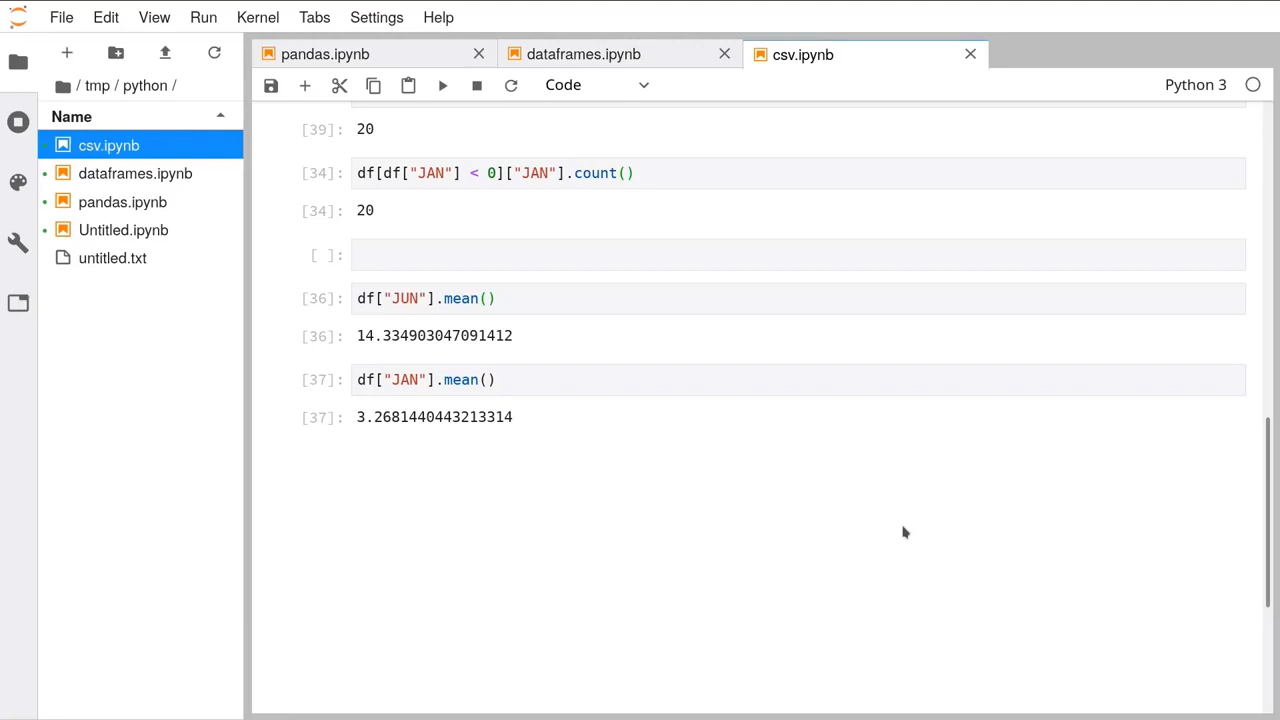 File Edit View Run Kernel Tabs Settings Help
pandas.ipynb dataframes.ipynb csv.ipynb
Code Python 3
/ tmp / python /
Name
csv.ipynb
dataframes.ipynb
pandas.ipynb
Untitled.ipynb
untitled.txt
[39]: 20
[34]: df[df["JAN"] < 0]["JAN"].count()
[34]: 20
[ ]:
[36]: df["JUN"].mean()
[36]: 14.334903047091412
[37]: df["JAN"].mean()
[37]: 3.2681440443213314